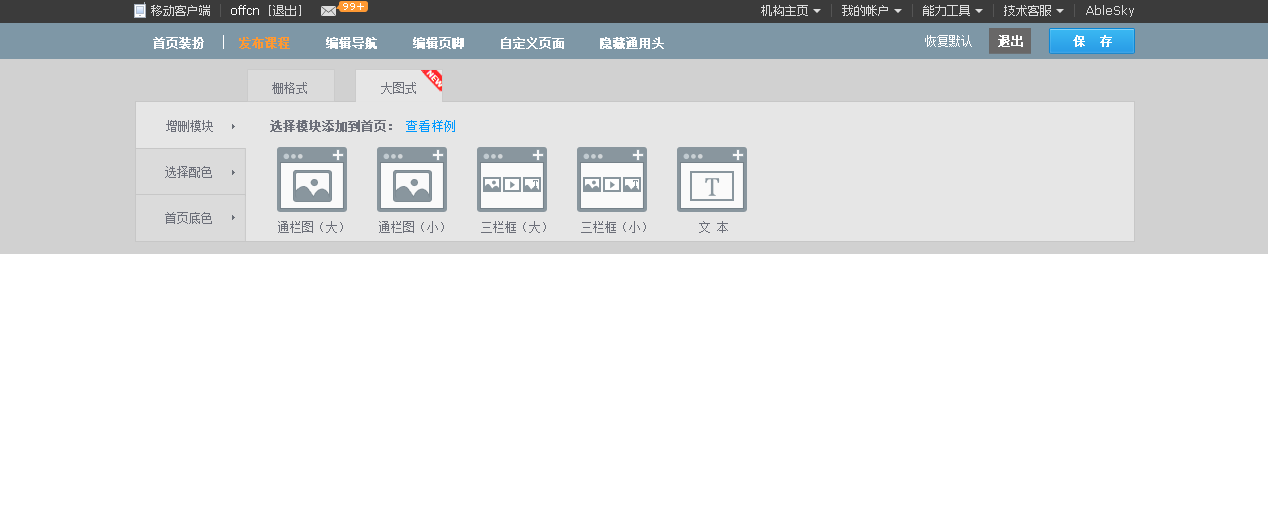 移动客户端 offcn [退出] 99+ 机构主页 我的帐户 能力工具 技术客服 AbleSky
首页装扮 发布课程 编辑导航 编辑页脚 自定义页面 隐藏通用头 恢复默认 退出 保 存
栅格式 大图式 NEW
增删模块 选择模块添加到首页： 查看样例
选择配色
首页底色
T
通栏图（大） 通栏图（小） 三栏框（大） 三栏框（小） 文 本